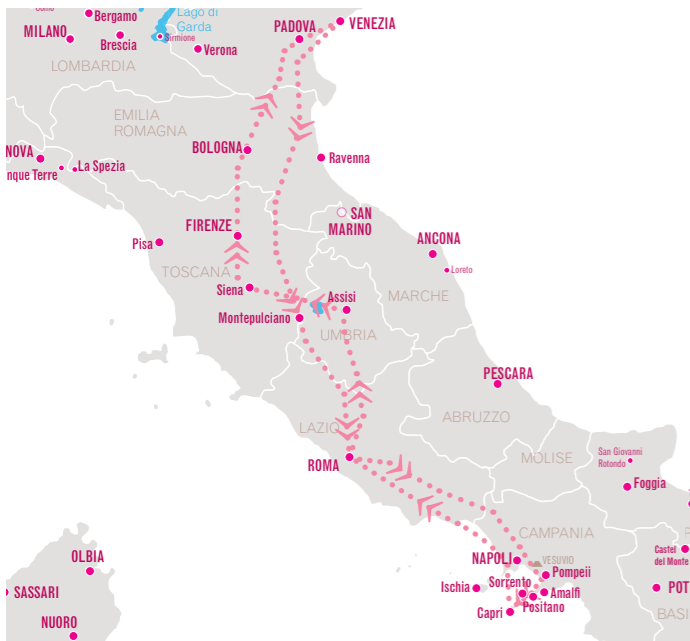 Lago di
Garda
Bergamo
MILANO
Brescia
Sirmione
Verona
PADOVA
VENEZIA
LOMBARDIA
EMILIA
ROMAGNA
BOLOGNA
NOVA
nque Terre
La Spezia
Ravenna
SAN
MARINO
FIRENZE
Pisa
ANCONA
Loreto
TOSCANA
Siena
MARCHE
Assisi
Montepulciano
UMBRIA
PESCARA
ABRUZZO
LAZIO
ROMA
MOLISE
San Giovanni
Rotondo
Foggia
CAMPANIA
NAPOLI
VESUVIO
Pompeii
Castel
del Monte
Ischia
Sorrento
Amalfi
Positano
Capri
POT
BASI
OLBIA
SASSARI
NUORO